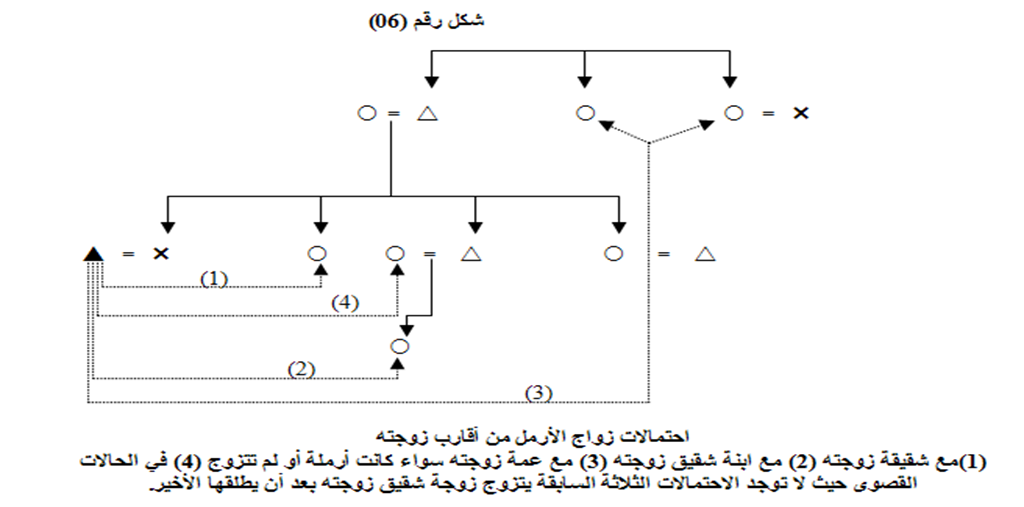 شكل رقم (06)
(1)
(4)
(2)
(3)
احتمالات زواج الأرمل من أقارب زوجته
(1)مع شقيقة زوجته (2) مع ابنة شقيق زوجته (3) مع عمة زوجته سواء كانت أرملة أو لم تتزوج (4) في الحالات
القصوى حيث لا توجد الاحتمالات الثلاثة السابقة يتزوج زوجة شقيق زوجته بعد أن يطلقها الأخير.